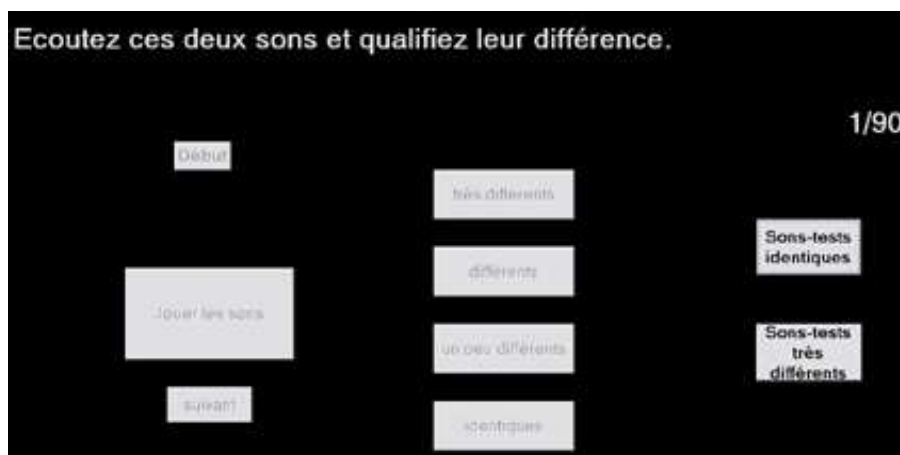 Ecoutez ces deux sons et qualifiez leur différence.
1/90
Début
très différents
Sons-tests
identiques
différents
Jouer les sons
un peu différents
Sons-tests
très
différents
suivant
identiques